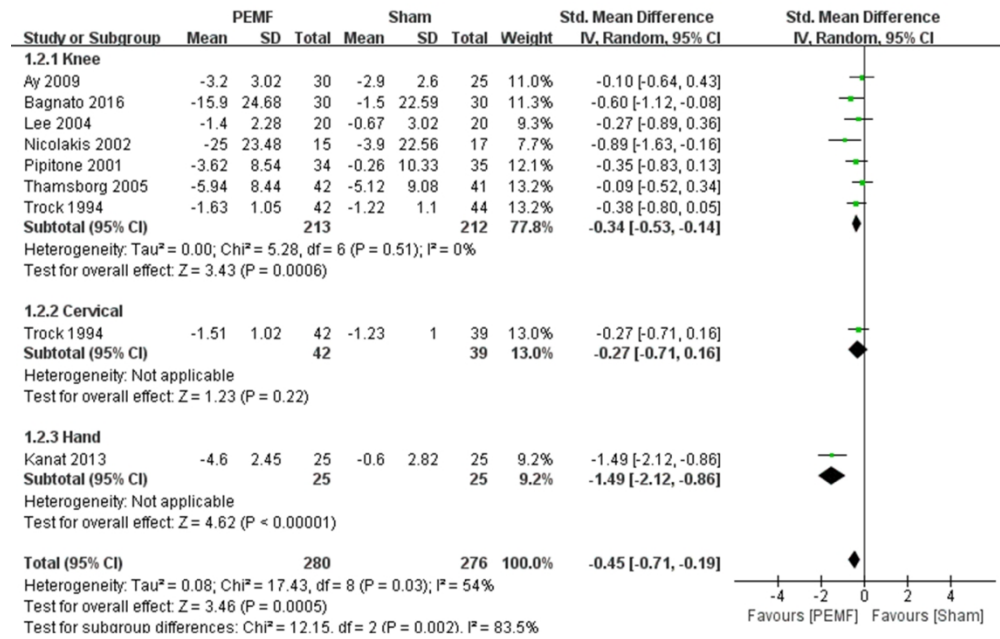 PEMF Sham Std. Mean Difference Std. Mean Difference
Study or Subgroup Mean SD Total Mean SD Total Weight IV, Random, 95% CI IV, Random, 95% CI
1.2.1 Knee
Ay 2009 -3.2 3.02 30 -2.9 2.6 25 11.0% -0.10 [-0.64, 0.43]
Bagnato 2016 -15.9 24.68 30 -1.5 22.59 30 11.3% -0.60 [-1.12, -0.08]
Lee 2004 -1.4 2.28 20 -0.67 3.02 20 9.3% -0.27 [-0.89, 0.36]
Nicolakis 2002 -25 23.48 15 -3.9 22.56 17 7.7% -0.89 [-1.63, -0.16]
Pipitone 2001 -3.62 8.54 34 -0.26 10.33 35 12.1% -0.35 [-0.83, 0.13]
Thamsborg 2005 -5.94 8.44 42 -5.12 9.08 41 13.2% -0.09 [-0.52, 0.34]
Trock 1994 -1.63 1.05 42 -1.22 1.1 44 13.2% -0.38 [-0.80, 0.05]
Subtotal (95% CI) 213 212 77.8% -0.34 [-0.53, -0.14]
Heterogeneity: Tau² = 0.00; Chi² = 5.28, df = 6 (P = 0.51); I² = 0%
Test for overall effect: Z = 3.43 (P = 0.0006)
1.2.2 Cervical
Trock 1994 -1.51 1.02 42 -1.23 1 39 13.0% -0.27 [-0.71, 0.16]
Subtotal (95% CI) 42 39 13.0% -0.27 [-0.71, 0.16]
Heterogeneity: Not applicable
Test for overall effect: Z = 1.23 (P = 0.22)
1.2.3 Hand
Kanat 2013 -4.6 2.45 25 -0.6 2.82 25 9.2% -1.49 [-2.12, -0.86]
Subtotal (95% CI) 25 25 9.2% -1.49 [-2.12, -0.86]
Heterogeneity: Not applicable
Test for overall effect: Z = 4.62 (P < 0.00001)
Total (95% CI) 280 276 100.0% -0.45 [-0.71, -0.19]
Heterogeneity: Tau² = 0.08; Chi² = 17.43, df = 8 (P = 0.03); I² = 54%
Test for overall effect: Z = 3.46 (P = 0.0005)
Test for subgroup differences: Chi² = 12.15, df = 2 (P = 0.002), I² = 83.5%
-4 -2 0 2 4
Favours [PEMF] Favours [Sham]